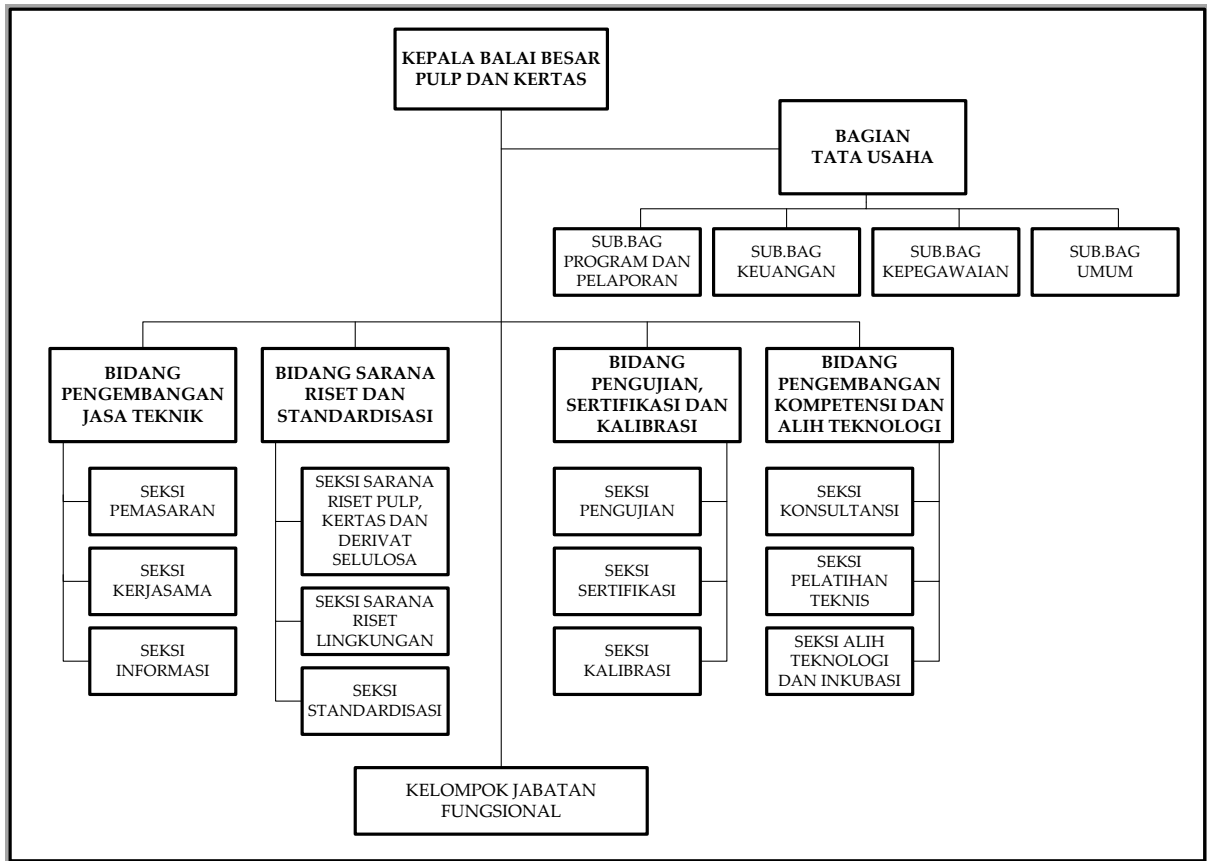 KEPALA BALAI BESAR
PULP DAN KERTAS
BAGIAN
TATA USAHA
SUB.BAG
PROGRAM DAN
PELAPORAN
SUB.BAG
KEUANGAN
SUB.BAG
KEPEGAWAIAN
SUB.BAG
UMUM
BIDANG
PENGEMBANGAN
JASA TEKNIK
SEKSI
PEMASARAN
SEKSI
KERJASAMA
SEKSI
INFORMASI
BIDANG SARANA
RISET DAN
STANDARDISASI
SEKSI SARANA
RISET PULP,
KERTAS DAN
DERIVAT
SELULOSA
SEKSI SARANA
RISET
LINGKUNGAN
SEKSI
STANDARDISASI
BIDANG
PENGUJIAN,
SERTIFIKASI DAN
KALIBRASI
SEKSI
PENGUJIAN
SEKSI
SERTIFIKASI
SEKSI
KALIBRASI
BIDANG
PENGEMBANGAN
KOMPETENSI DAN
ALIH TEKNOLOGI
SEKSI
KONSULTANSI
SEKSI
PELATIHAN
TEKNIS
SEKSI ALIH
TEKNOLOGI
DAN INKUBASI
KELOMPOK JABATAN
FUNGSIONAL